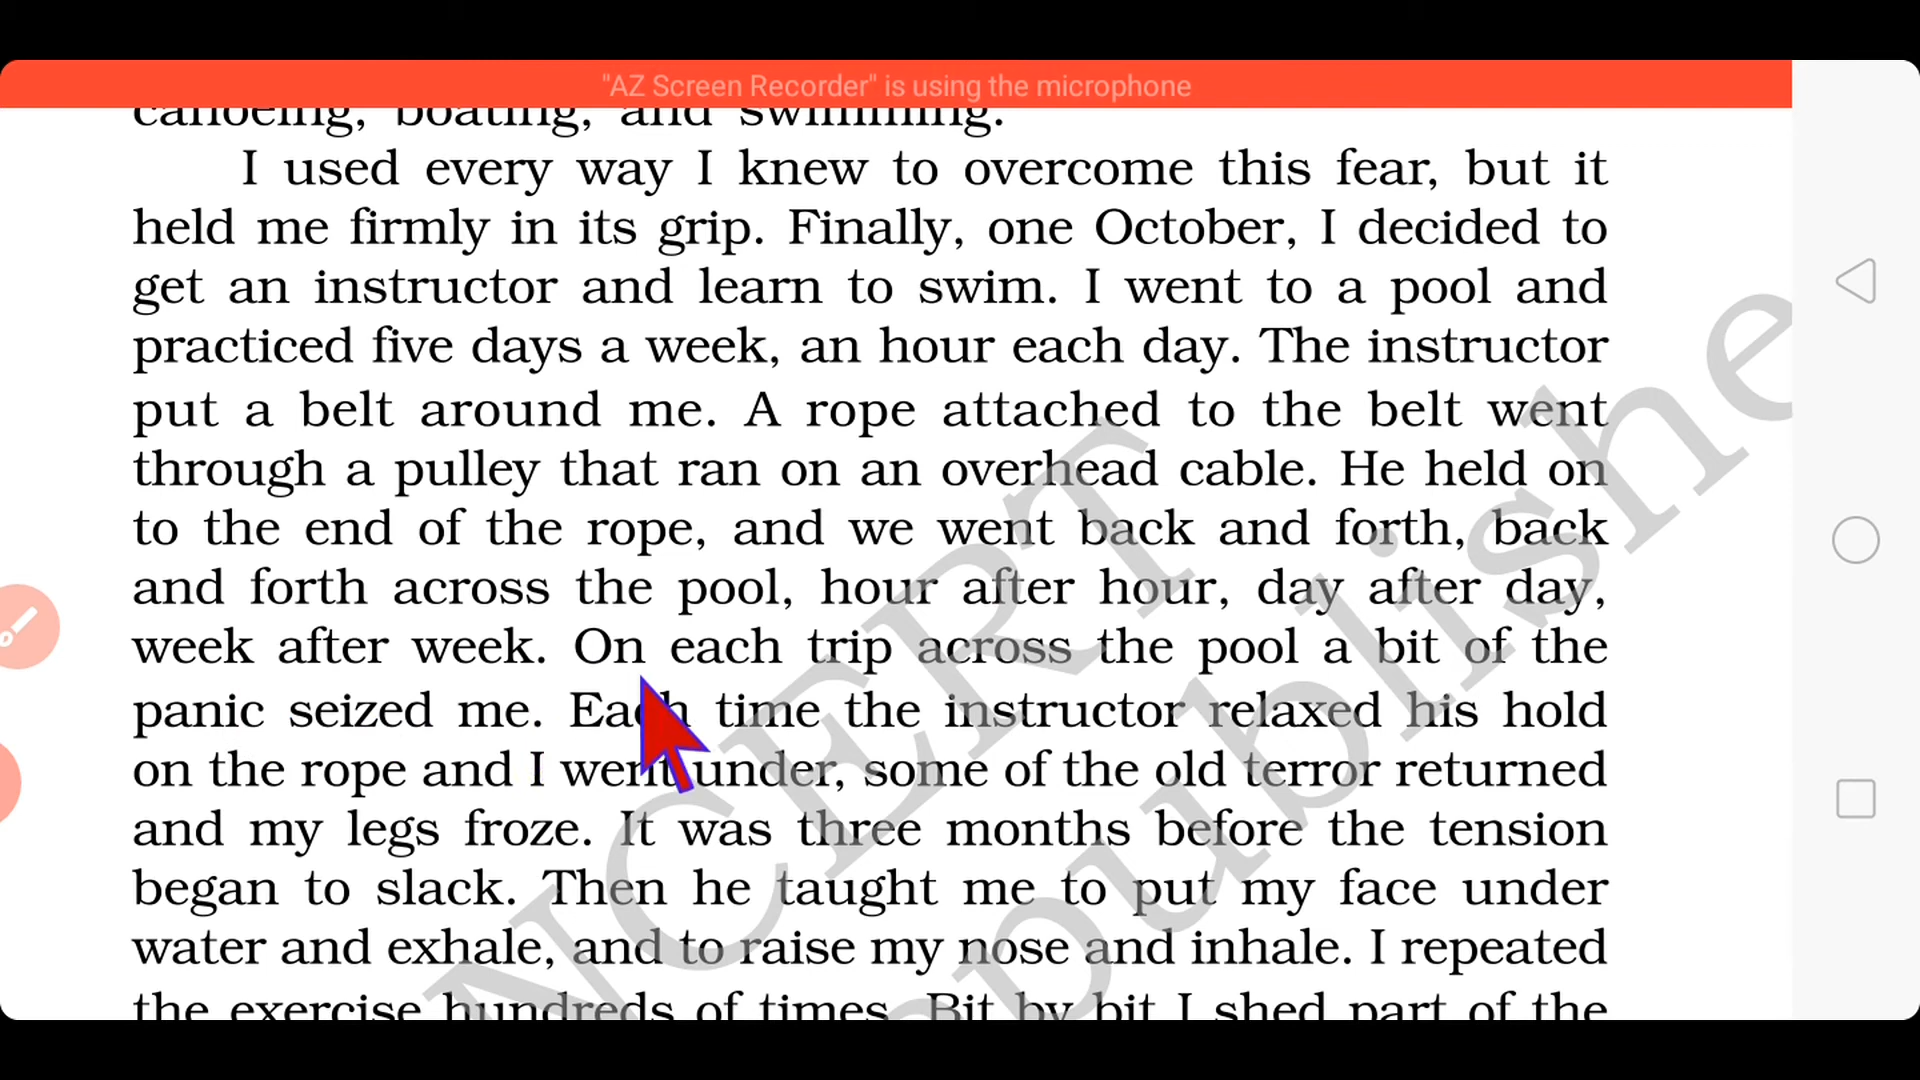 "AZ Screen Recorder" is using the microphone
canoeing, boating, and swimming.
I used every way I knew to overcome this fear, but it
held me firmly in its grip. Finally, one October, I decided to
get an instructor and learn to swim. I went to a pool and
practiced five days a week, an hour each day. The instructor
put a belt around me. A rope attached to the belt went
through a pulley that ran on an overhead cable. He held on
to the end of the rope, and we went back and forth, back
and forth across the pool, hour after hour, day after day,
week after week. On each trip across the pool a bit of the
panic seized me. Each time the instructor relaxed his hold
on the rope and I went under, some of the old terror returned
and my legs froze. It was three months before the tension
began to slack. Then he taught me to put my face under
water and exhale, and to raise my nose and inhale. I repeated
the exercise hundreds of times. Bit by bit I shed part of the
NCERT
publishe